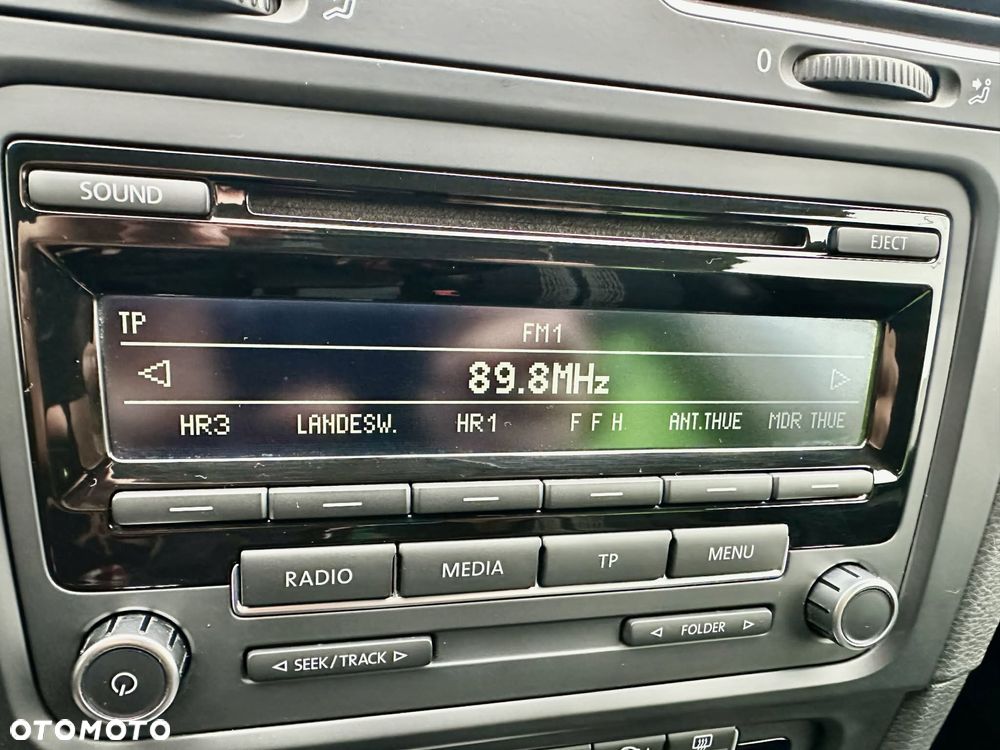 0
SOUND
EJECT
TP
FM1
89.8MHz
HR3 LANDESW. HR1 F F H ANT.THUE MDR THUE
RADIO MEDIA TP MENU
SEEK/TRACK FOLDER
OTOMOTO